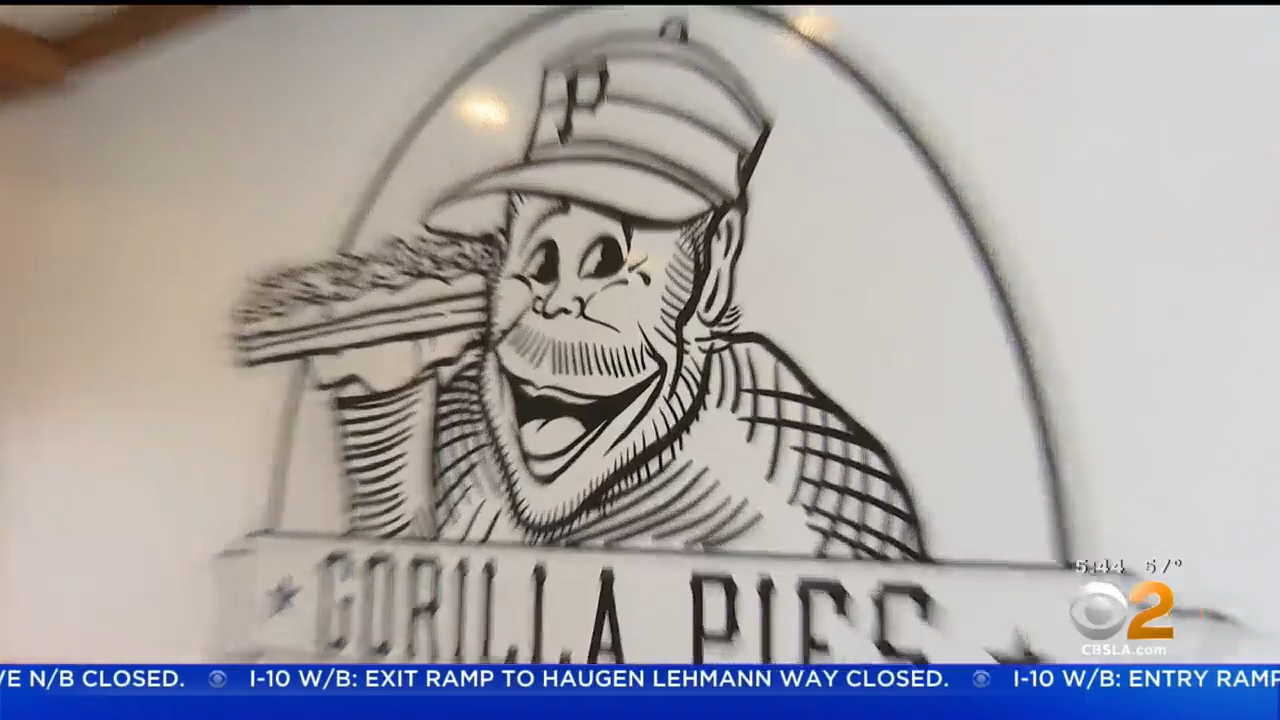 P
GORILLA PIES
5:44 57°
2
CBSLA.com
VE N/B CLOSED. I-10 W/B: EXIT RAMP TO HAUGEN LEHMANN WAY CLOSED. I-10 W/B: ENTRY RAMP